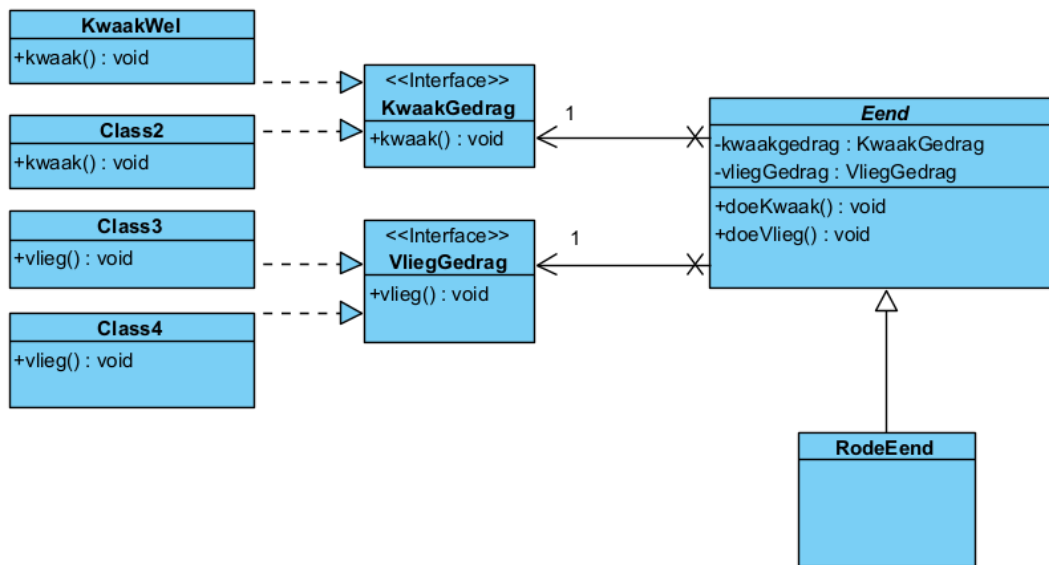 KwaakWel
+kwaak() : void
Class2
+kwaak() : void
Class3
+vlieg() : void
Class4
+vlieg() : void
<<Interface>>
KwaakGedrag
+kwaak() : void
<<Interface>>
VliegGedrag
+vlieg() : void
1
1
Eend
-kwaakgedrag : KwaakGedrag
-vliegGedrag : VliegGedrag
+doeKwaak() : void
+doeVlieg() : void
RodeEend